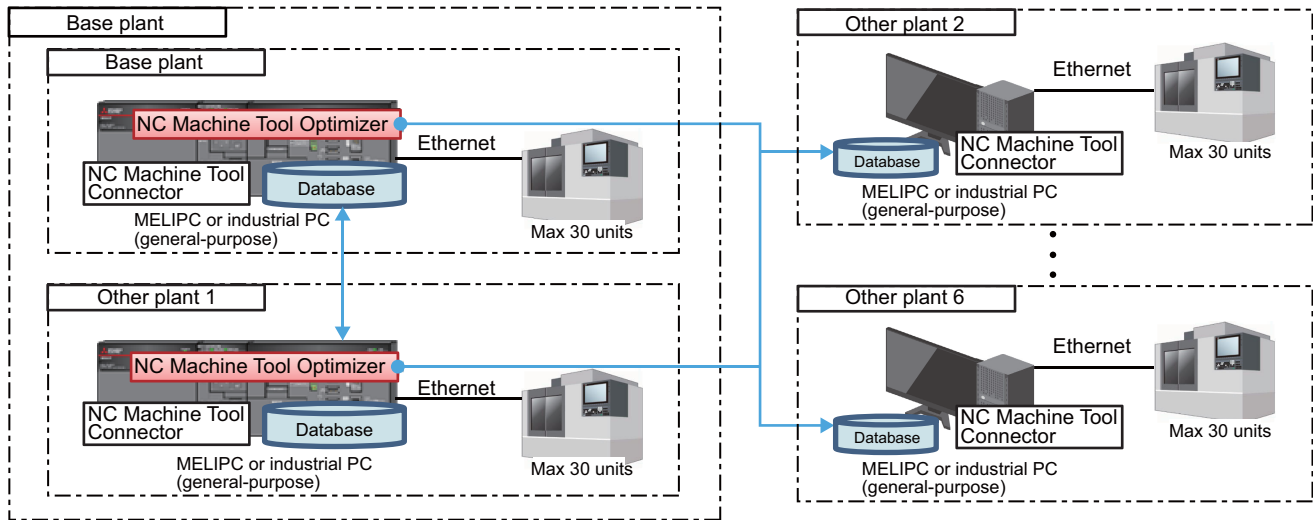 Base plant
Base plant
NC Machine Tool Optimizer
Ethernet
NC Machine Tool
Connector
Database
MELIPC or industrial PC
(general-purpose)
Max 30 units
Other plant 1
NC Machine Tool Optimizer
Ethernet
NC Machine Tool
Connector
Database
MELIPC or industrial PC
(general-purpose)
Max 30 units
Other plant 2
Ethernet
NC Machine Tool
Connector
Database
Max 30 units
MELIPC or industrial PC
(general-purpose)
Other plant 6
Ethernet
NC Machine Tool
Connector
Database
Max 30 units
MELIPC or industrial PC
(general-purpose)